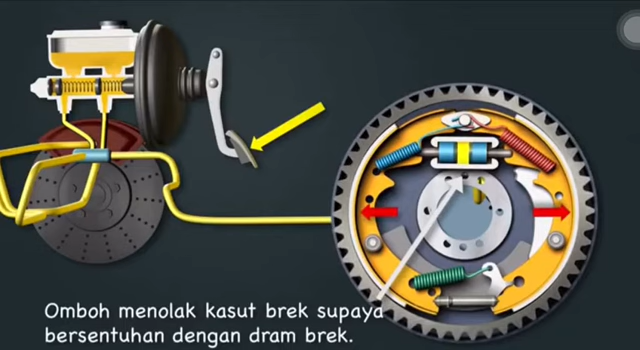 Omboh menolak kasut brek supaya
bersentuhan dengan dram brek.